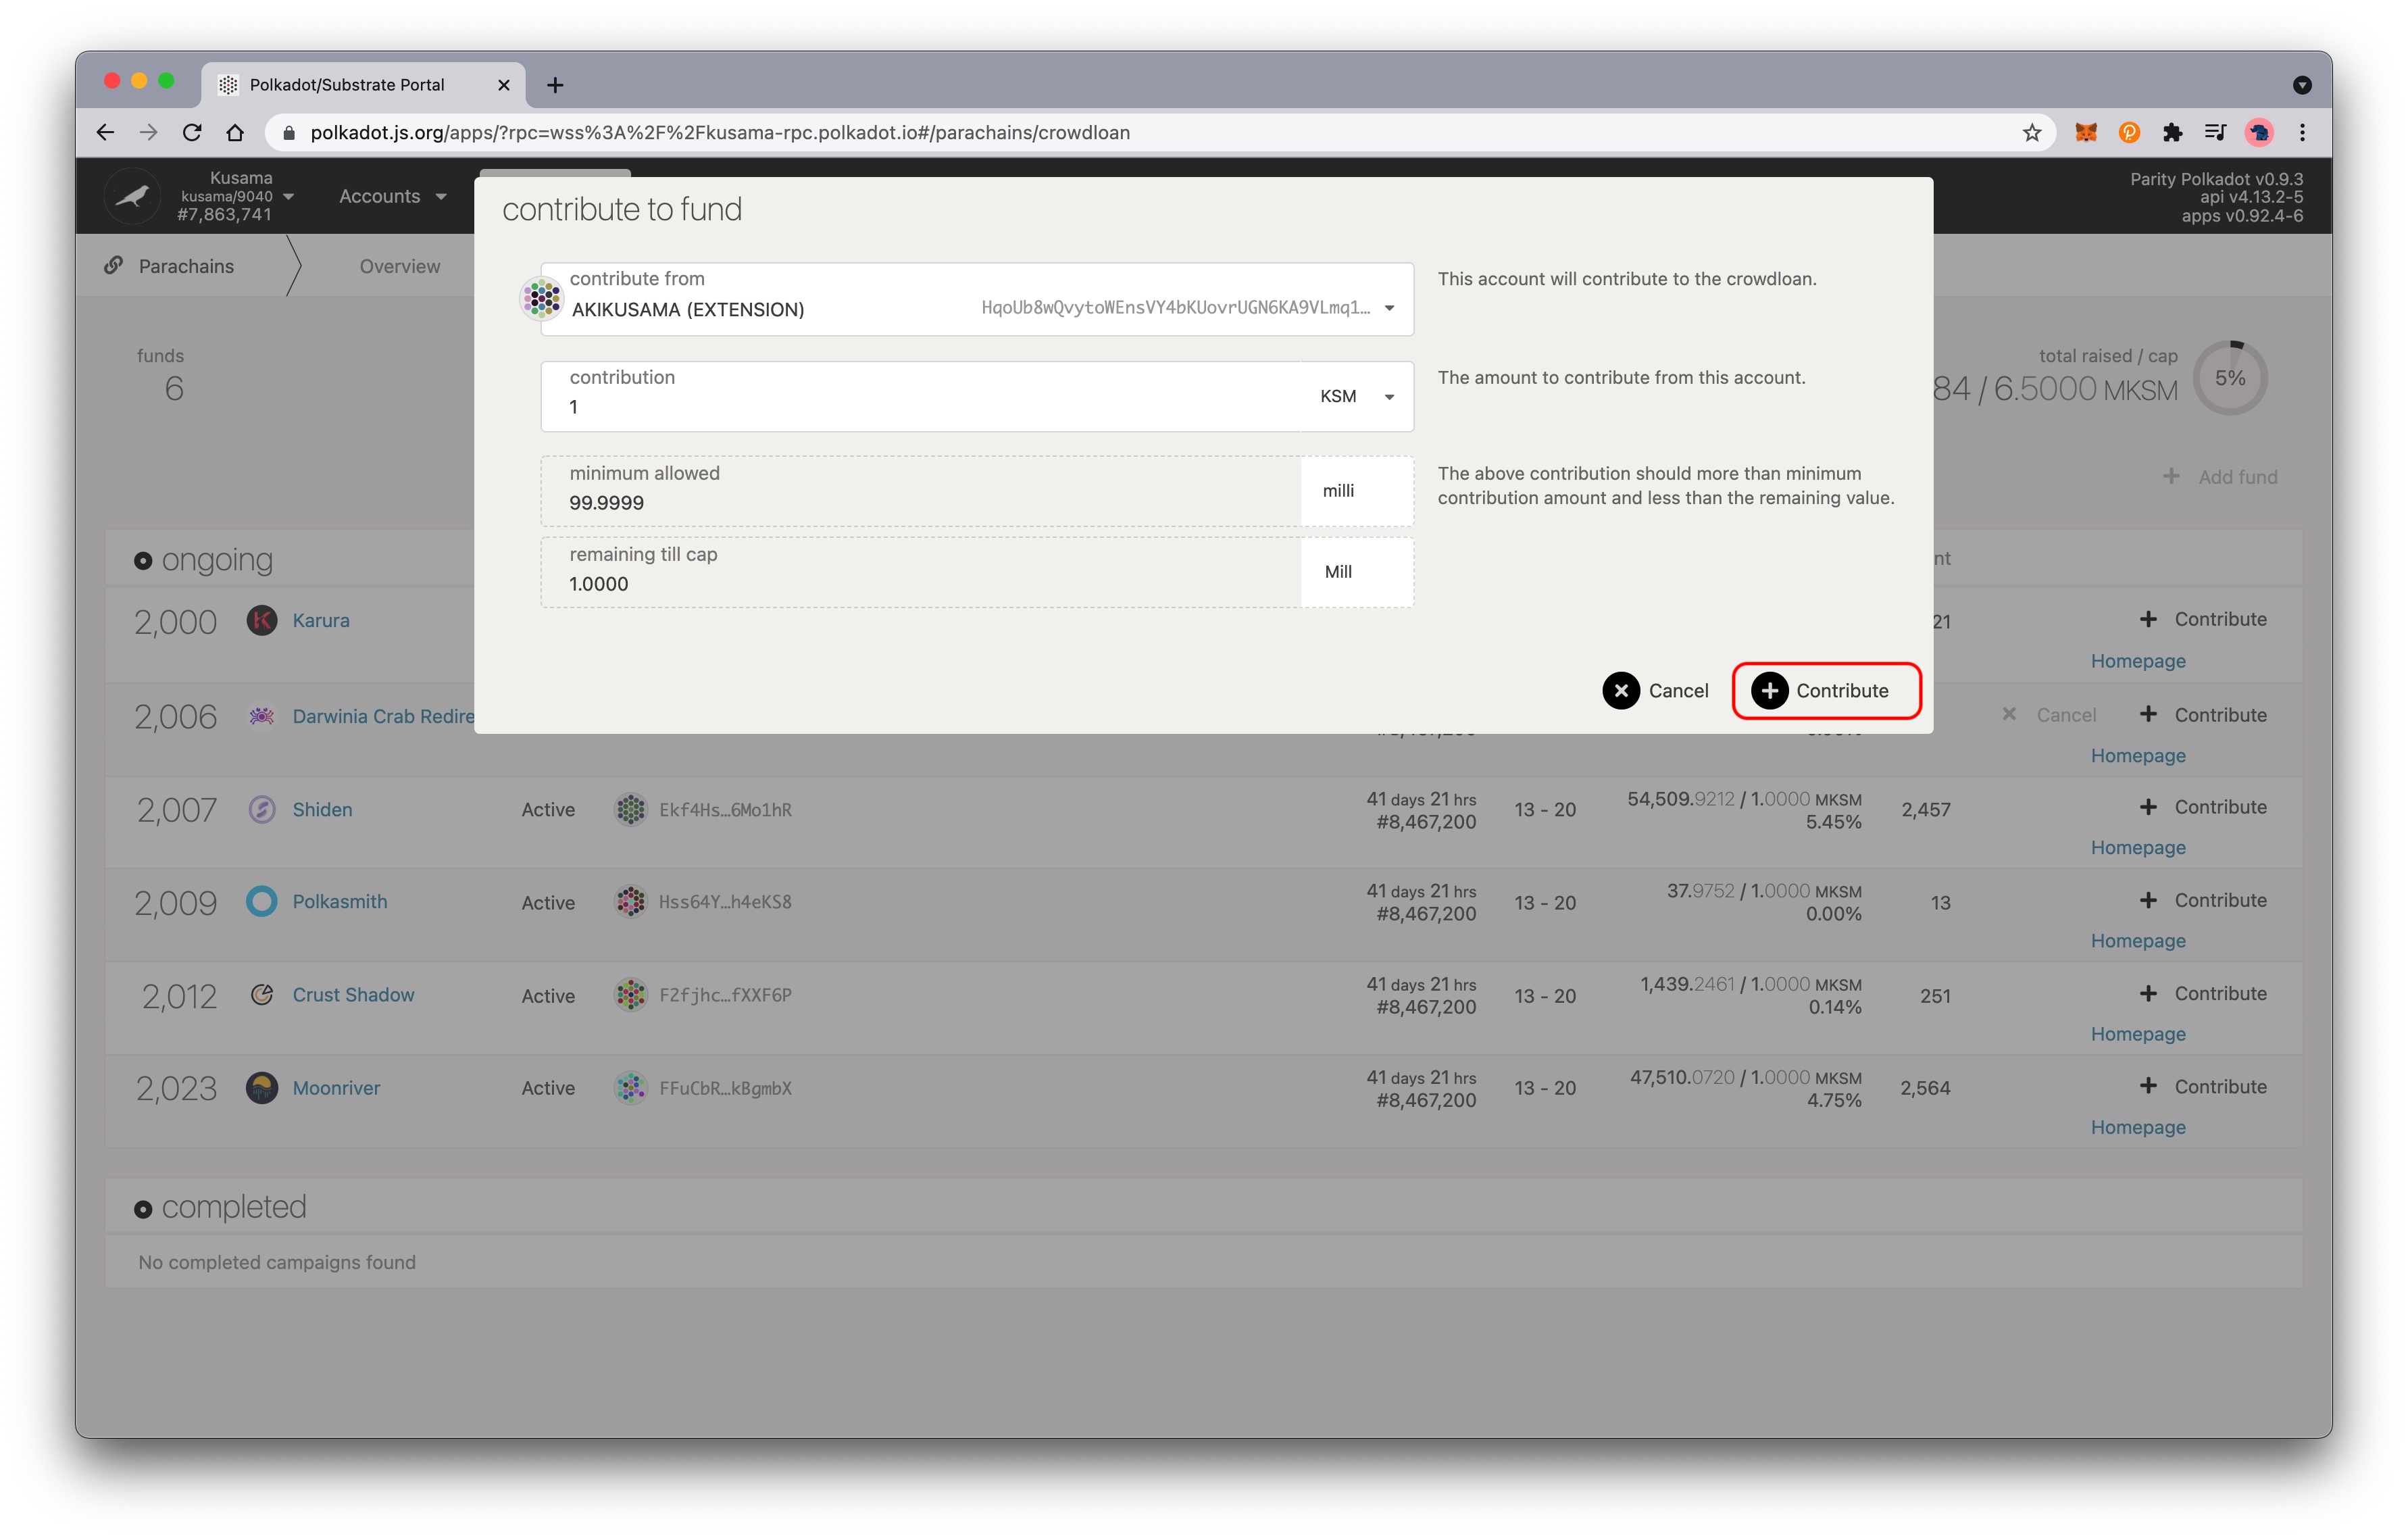 Polkadot/Substrate Portal
polkadot.js.org/apps/?rpc=wss%3A%2F%2Fkusama-rpc.polkadot.io#/parachains/crowdloan
Kusama
kusama/9040
#7,863,741
Accounts
Parity Polkadot v0.9.3
api v4.13.2-5
apps v0.92.4-6
Parachains
Overview
contribute to fund
contribute from
AKIKUSAMA (EXTENSION)
HqoUb8wQvytoWEnsVY4bKUovrUGN6KA9VLmq1…
This account will contribute to the crowdloan.
contribution
1
KSM
The amount to contribute from this account.
minimum allowed
99.9999
milli
The above contribution should more than minimum
contribution amount and less than the remaining value.
remaining till cap
1.0000
Mill
Cancel
Contribute
funds
6
total raised / cap
84 / 6.5000 MKSM
5%
Add fund
ongoing
nt
2,000
Karura
21
Contribute
Homepage
2,006
Darwinia Crab Redire
Cancel
Contribute
Homepage
2,007
Shiden
Active
Ekf4Hs…6Mo1hR
41 days 21 hrs
#8,467,200
13 - 20
54,509.9212 / 1.0000 MKSM
5.45%
2,457
Contribute
Homepage
2,009
Polkasmith
Active
Hss64Y…h4eKS8
41 days 21 hrs
#8,467,200
13 - 20
37.9752 / 1.0000 MKSM
0.00%
13
Contribute
Homepage
2,012
Crust Shadow
Active
F2fjhc…fXXF6P
41 days 21 hrs
#8,467,200
13 - 20
1,439.2461 / 1.0000 MKSM
0.14%
251
Contribute
Homepage
2,023
Moonriver
Active
FFuCbR…kBgmbX
41 days 21 hrs
#8,467,200
13 - 20
47,510.0720 / 1.0000 MKSM
4.75%
2,564
Contribute
Homepage
completed
No completed campaigns found